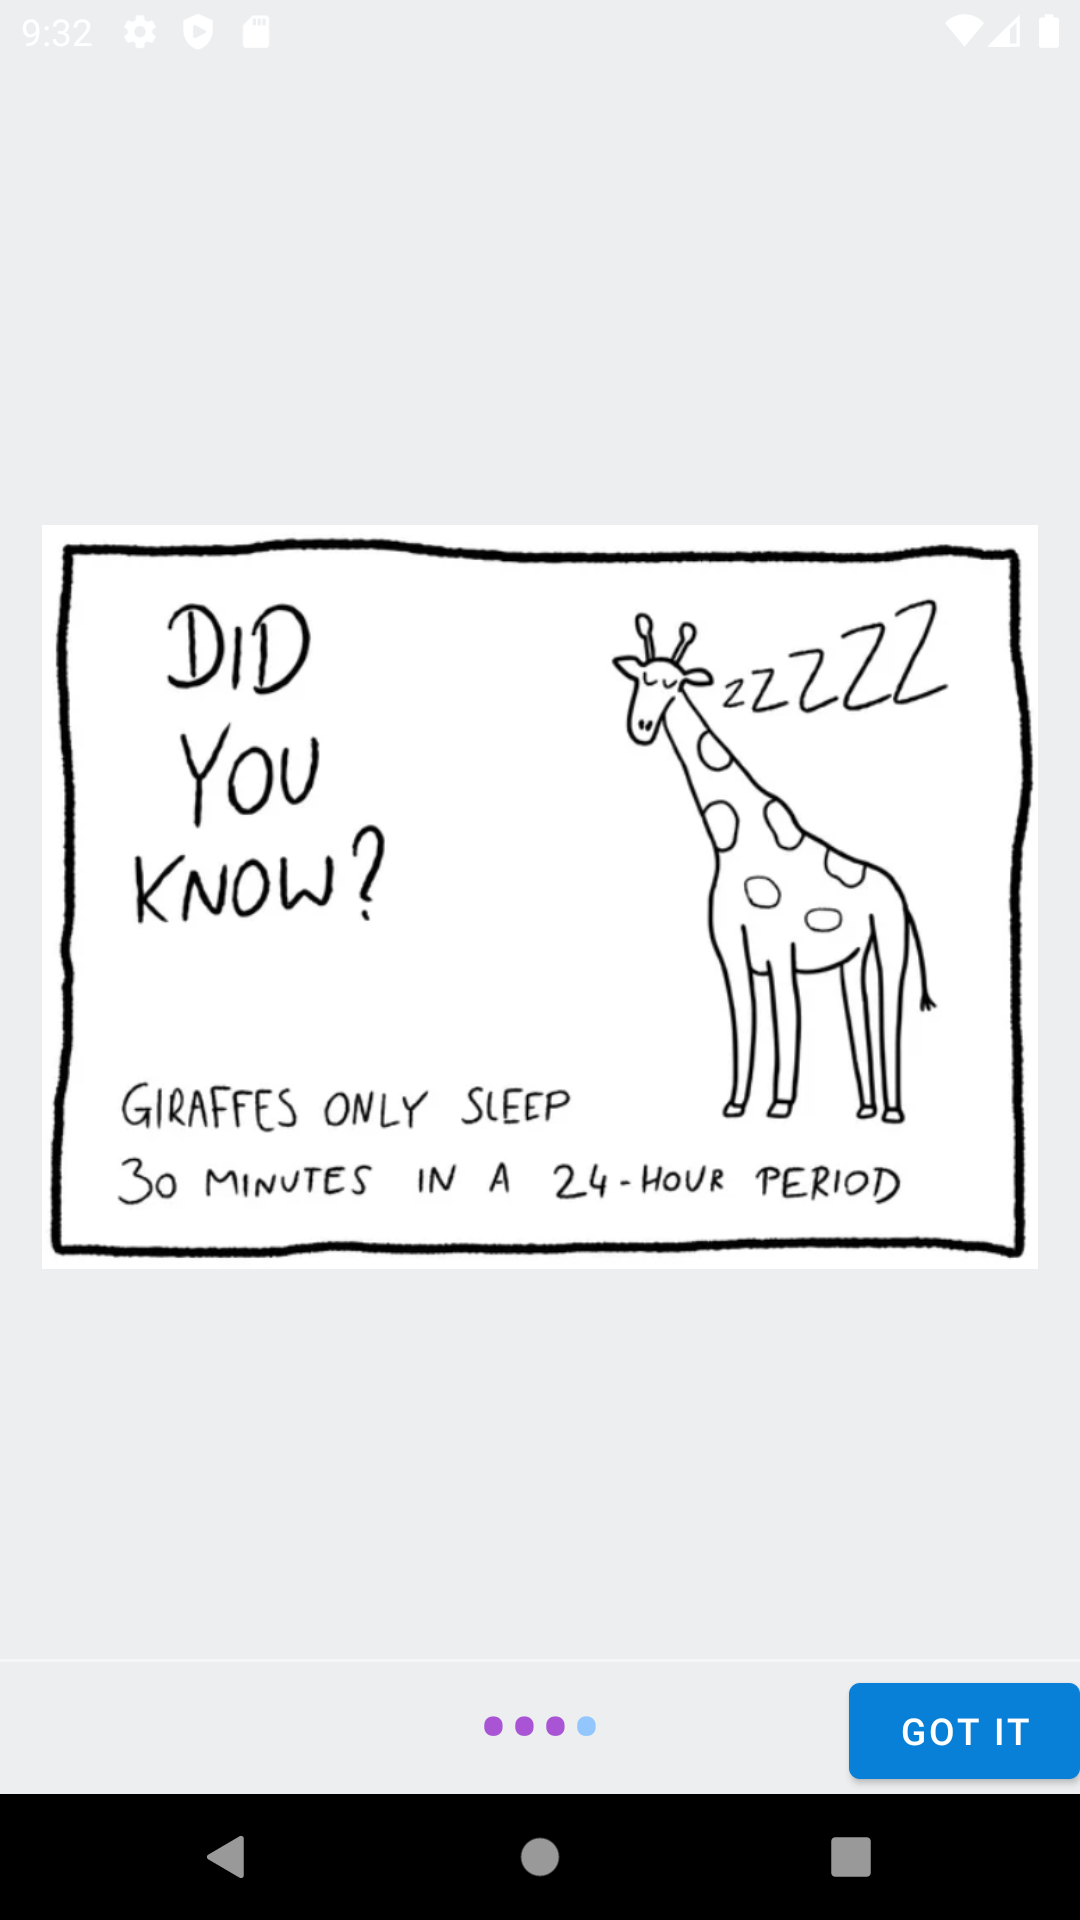 9:32
DID
YOU
KNOW?
ZZZZZ
GIRAFFES ONLY SLEEP
30 MINUTES IN A 24-HOUR PERIOD
GOT IT